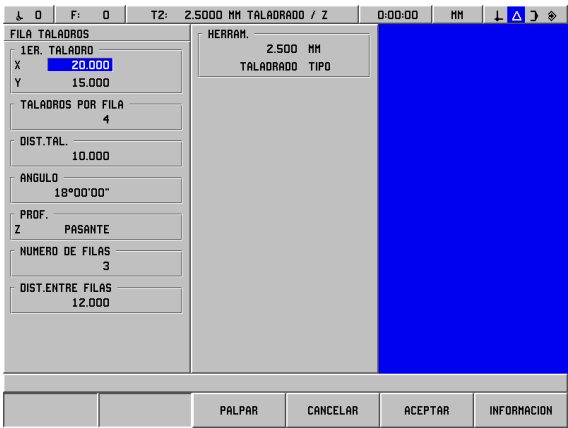 0 F: 0 T2: 2.5000 MM TALADRADO / Z 0:00:00 MM
FILA TALADROS
1ER. TALADRO
X 20.000
Y 15.000
TALADROS POR FILA
4
DIST.TAL.
10.000
ANGULO
18°00'00"
PROF.
Z PASANTE
NUMERO DE FILAS
3
DIST.ENTRE FILAS
12.000
HERRAM.
2.500 MM
TALADRADO TIPO
PALPAR CANCELAR ACEPTAR INFORMACION